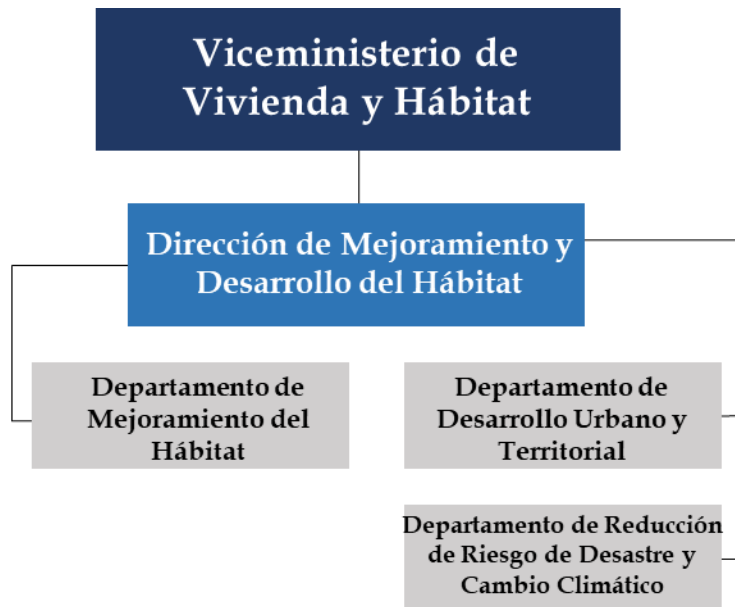 Viceministerio de
Vivienda y Hábitat
Dirección de Mejoramiento y
Desarrollo del Hábitat
Departamento de
Mejoramiento del
Hábitat
Departamento de
Desarrollo Urbano y
Territorial
Departamento de Reducción
de Riesgo de Desastre y
Cambio Climático